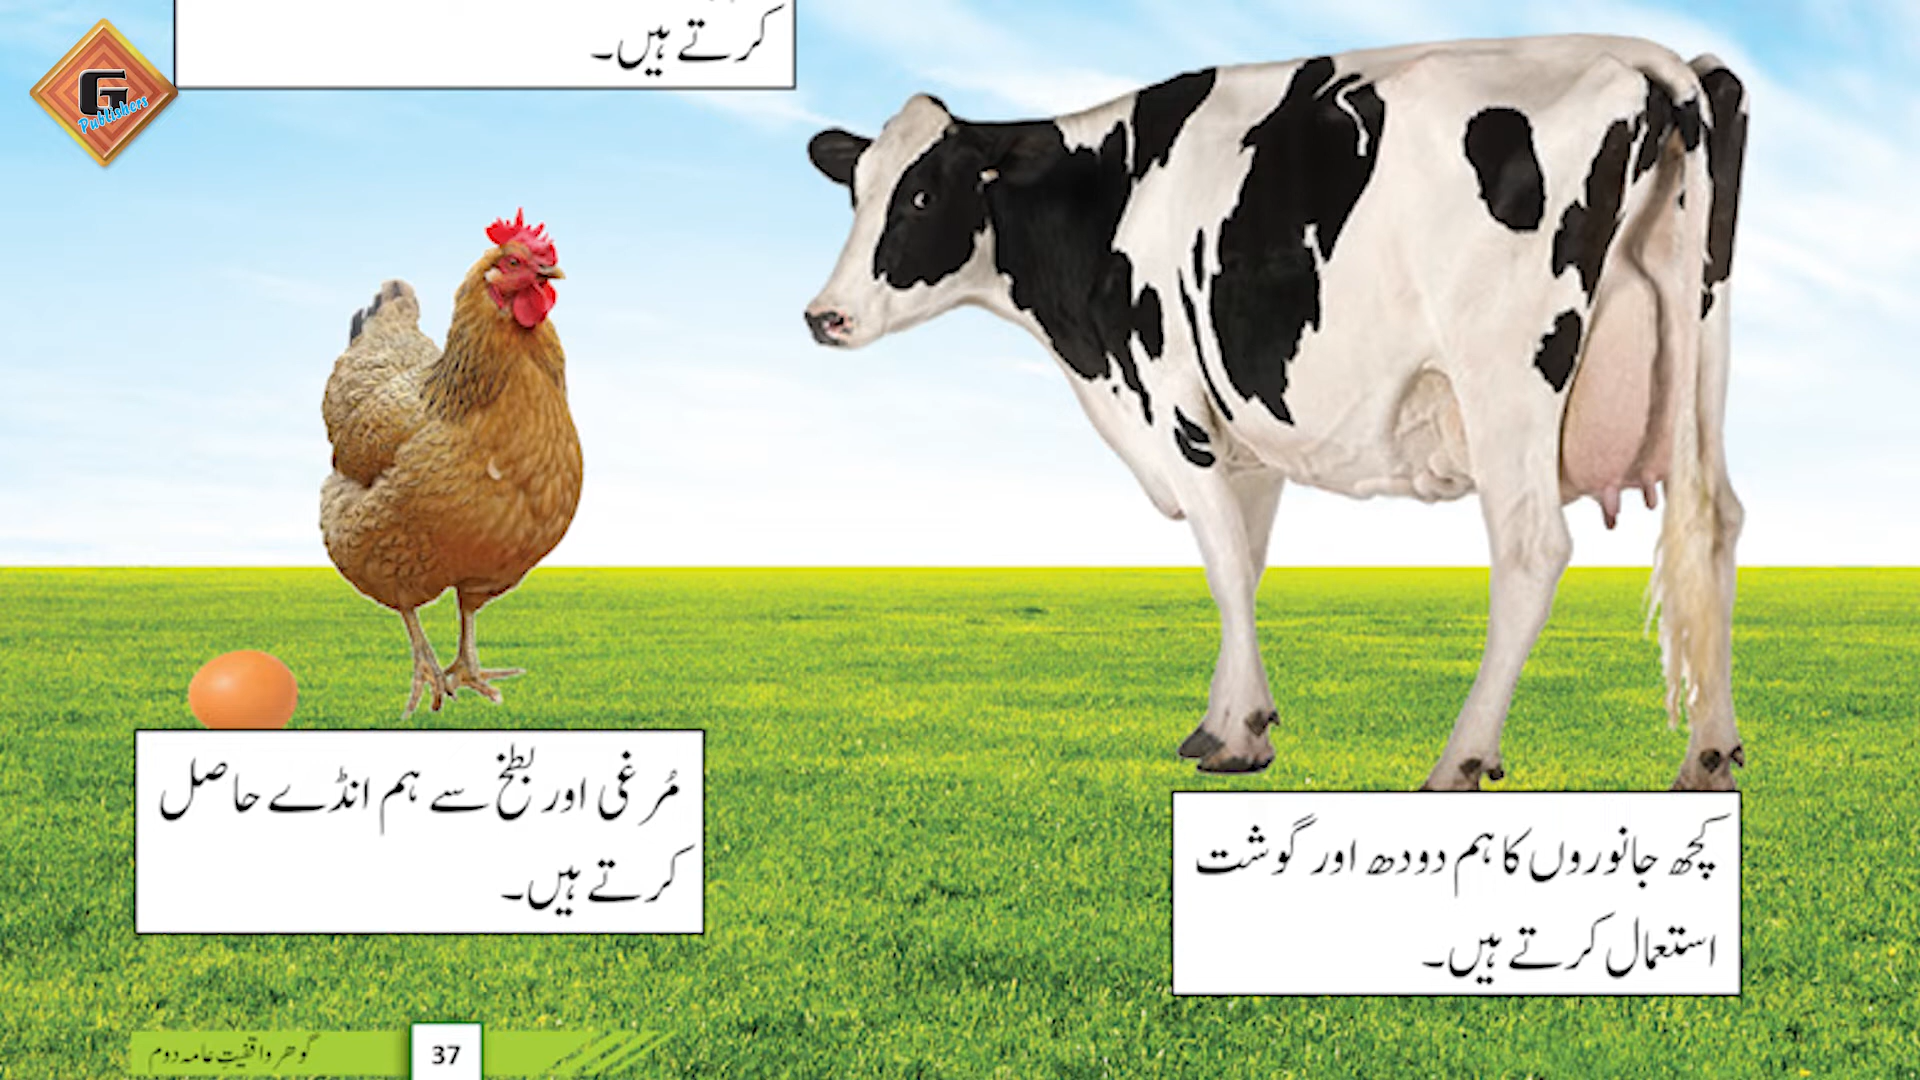 کرتے ہیں۔
G
Publishers
مُرغی اور بطخ سے ہم انڈے حاصل
کرتے ہیں۔
کچھ جانوروں کا ہم دودھ اور گوشت
استعمال کرتے ہیں۔
گوھر واقفیتِ عامہ دوم
37